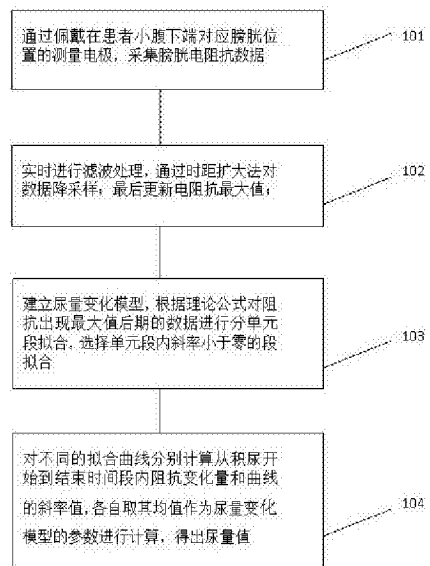 通过佩戴在患者小腹下端对应膀胱
位置的测量电极，采集膀胱电阻抗数据
101
实时进行滤波处理，通过时距扩大法对
数据降采样；最后更新电阻抗最大值；
102
建立尿量变化模型，根据理论公式对阻
抗出现最大值后期的数据进行分单元
段拟合，选择单元段内斜率小于零的段
拟合
103
对不同的拟合曲线分别计算从积尿开
始到结束时间段内阻抗变化量和曲线
的斜率值，各自取其均值作为尿量变化
模型的参数进行计算，得出尿量值
104